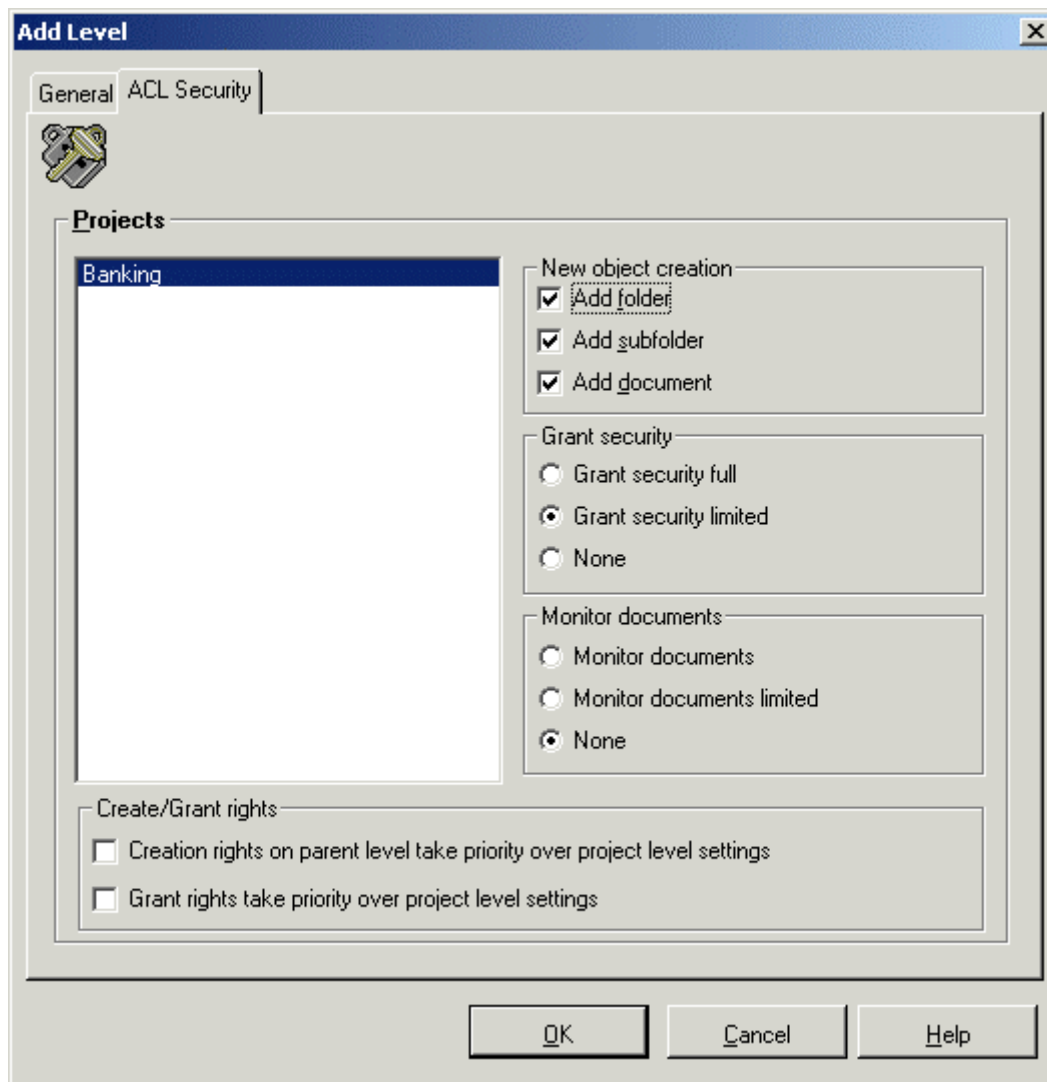 Add Level
General
ACL Security
Projects
Banking
New object creation
Add folder
Add subfolder
Add document
Grant security
Grant security full
Grant security limited
None
Monitor documents
Monitor documents
Monitor documents limited
None
Create/Grant rights
Creation rights on parent level take priority over project level settings
Grant rights take priority over project level settings
OK
Cancel
Help